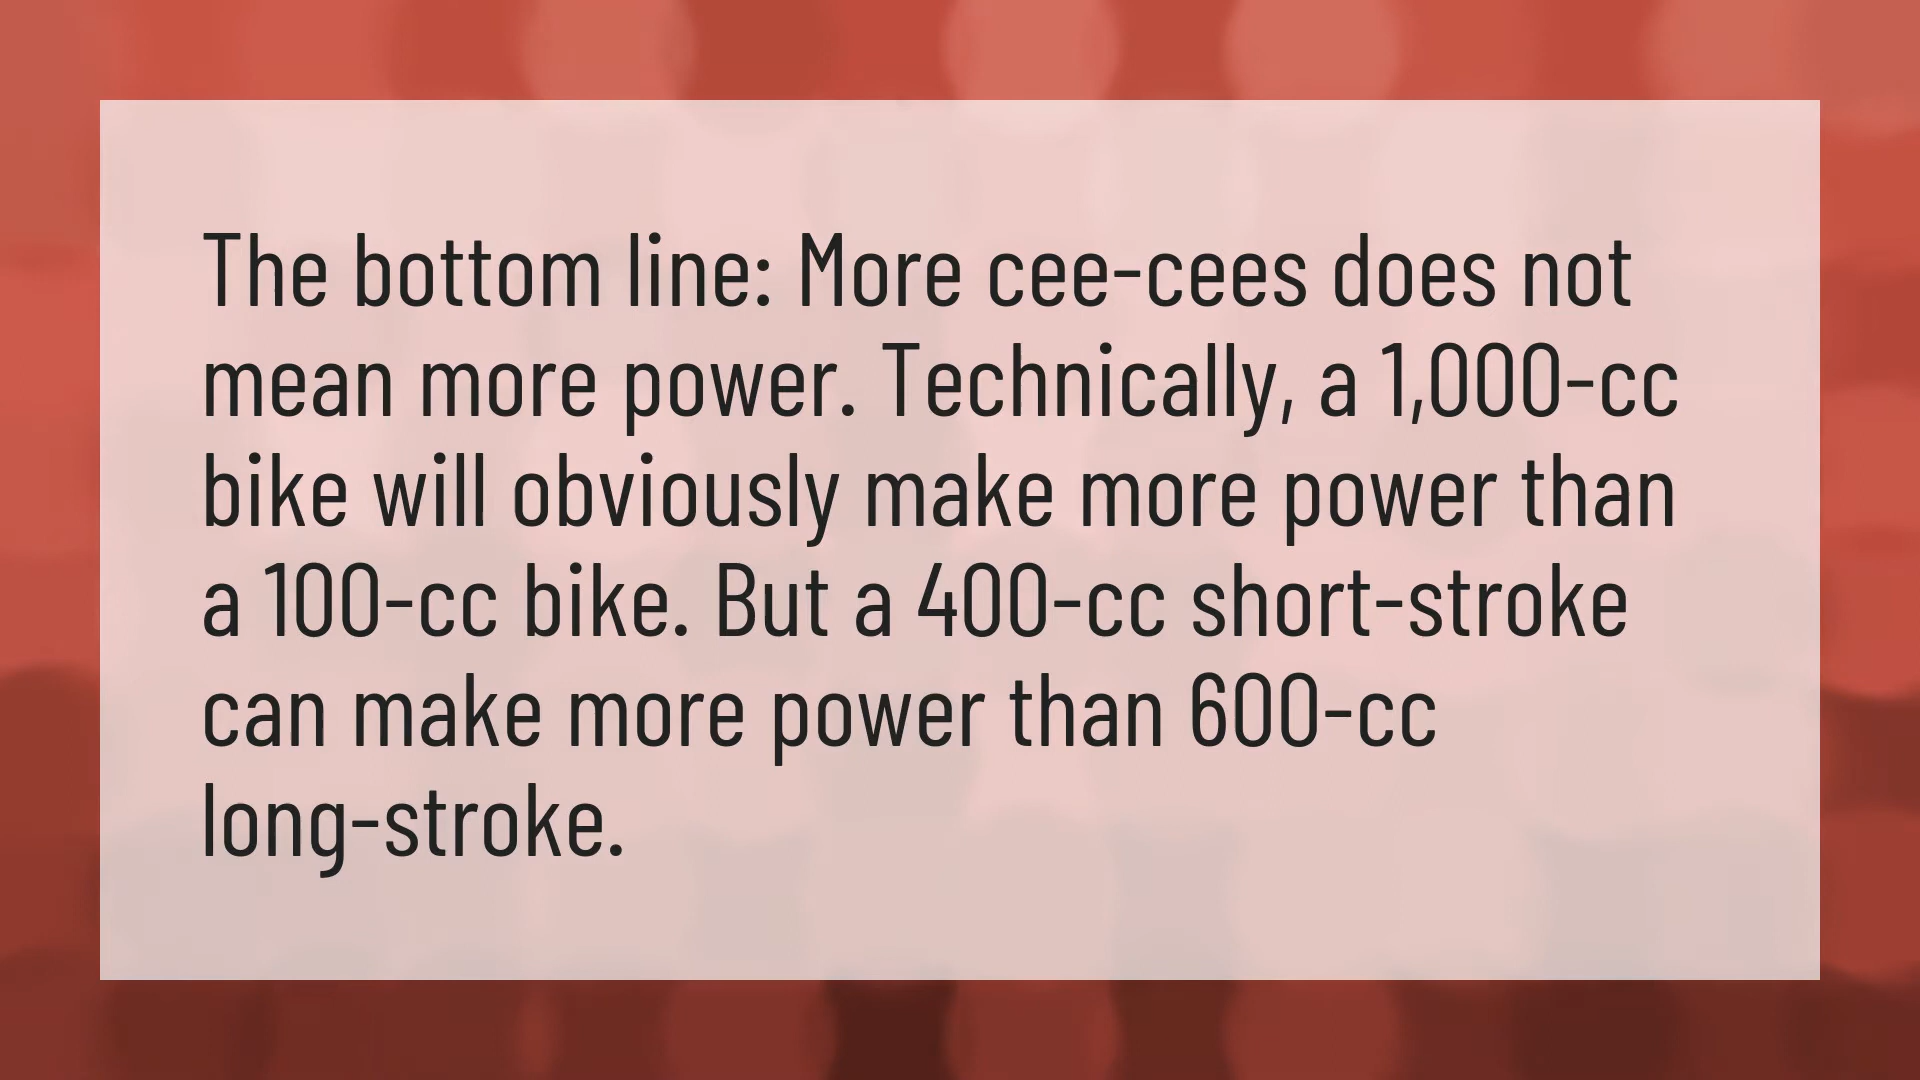 The bottom line: More cee-cees does not
mean more power. Technically, a 1,000-cc
bike will obviously make more power than
a 100-cc bike. But a 400-cc short-stroke
can make more power than 600-cc
long-stroke.